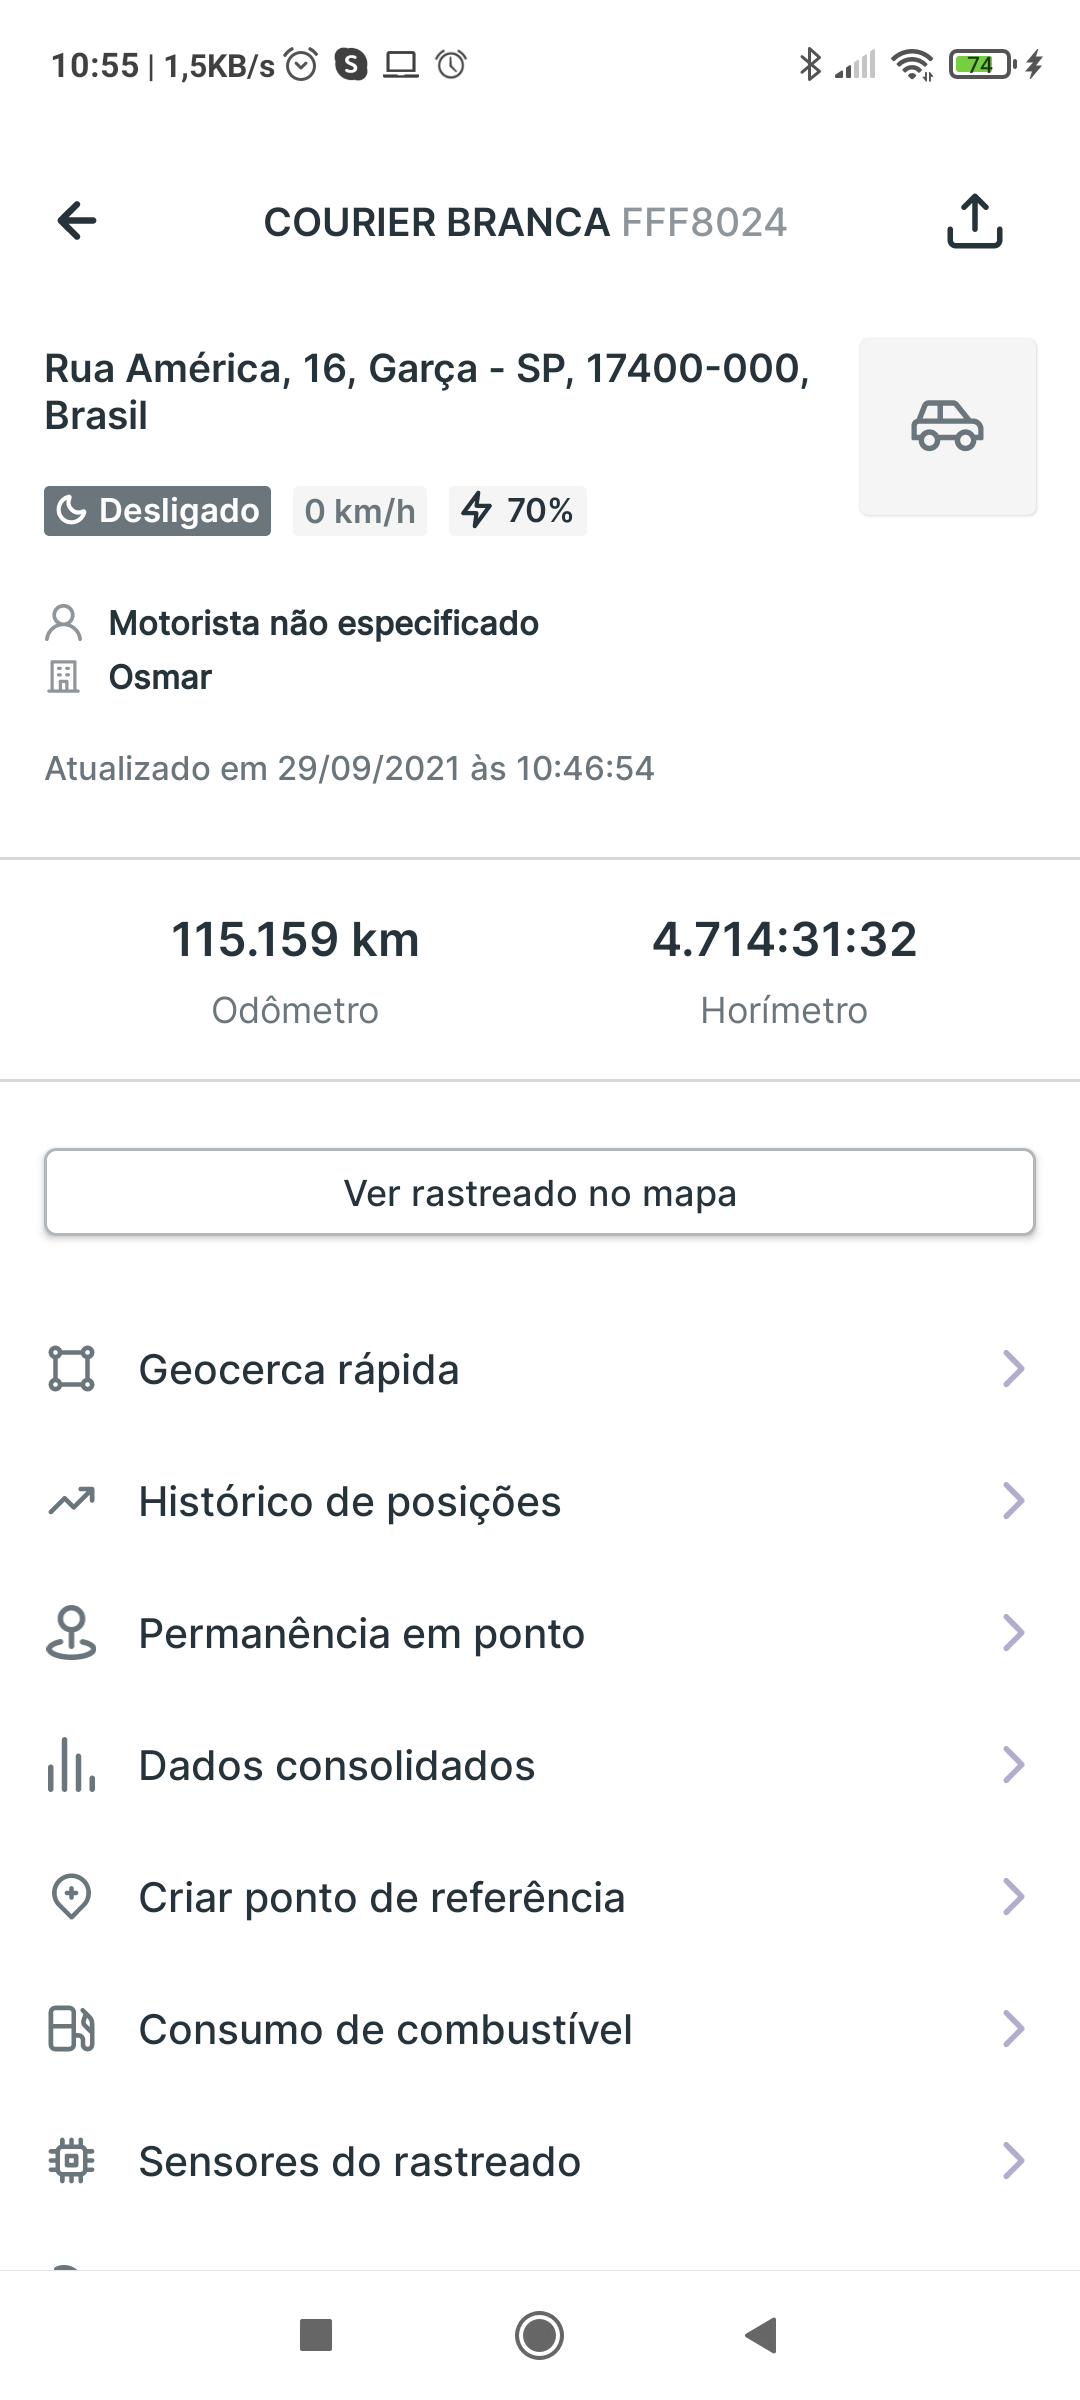 10:55 | 1,5KB/s
74
COURIER BRANCA FFF8024
Rua América, 16, Garça - SP, 17400-000,
Brasil
Desligado 0 km/h 70%
Motorista não especificado
Osmar
Atualizado em 29/09/2021 às 10:46:54
115.159 km 4.714:31:32
Odômetro Horímetro
Ver rastreado no mapa
Geocerca rápida
Histórico de posições
Permanência em ponto
Dados consolidados
Criar ponto de referência
Consumo de combustível
Sensores do rastreado